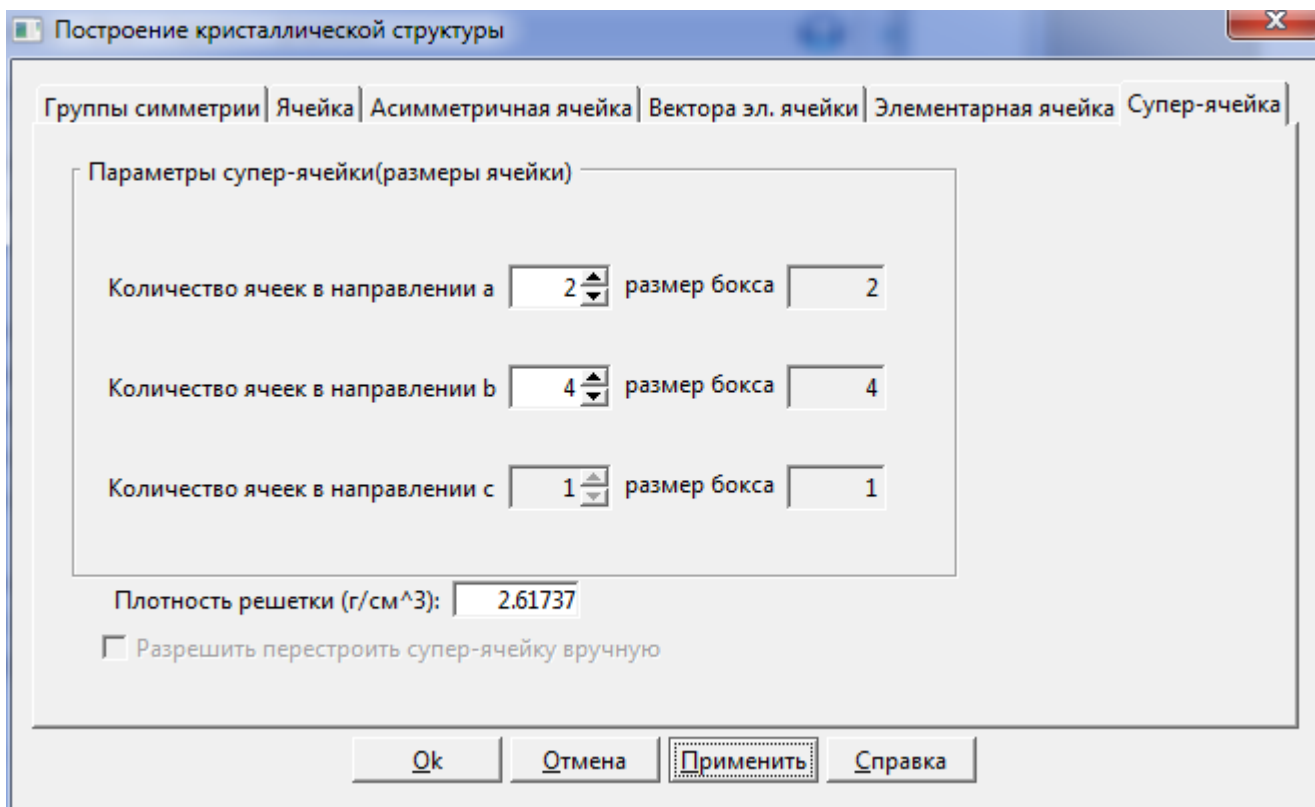 Построение кристаллической структуры
Группы симметрии Ячейка Асимметричная ячейка Вектора эл. ячейки Элементарная ячейка Супер-ячейка
Параметры супер-ячейки(размеры ячейки)
Количество ячеек в направлении a 2 размер бокса 2
Количество ячеек в направлении b 4 размер бокса 4
Количество ячеек в направлении c 1 размер бокса 1
Плотность решетки (г/см^3): 2.61737
Разрешить перестроить супер-ячейку вручную
Ok Отмена Применить Справка